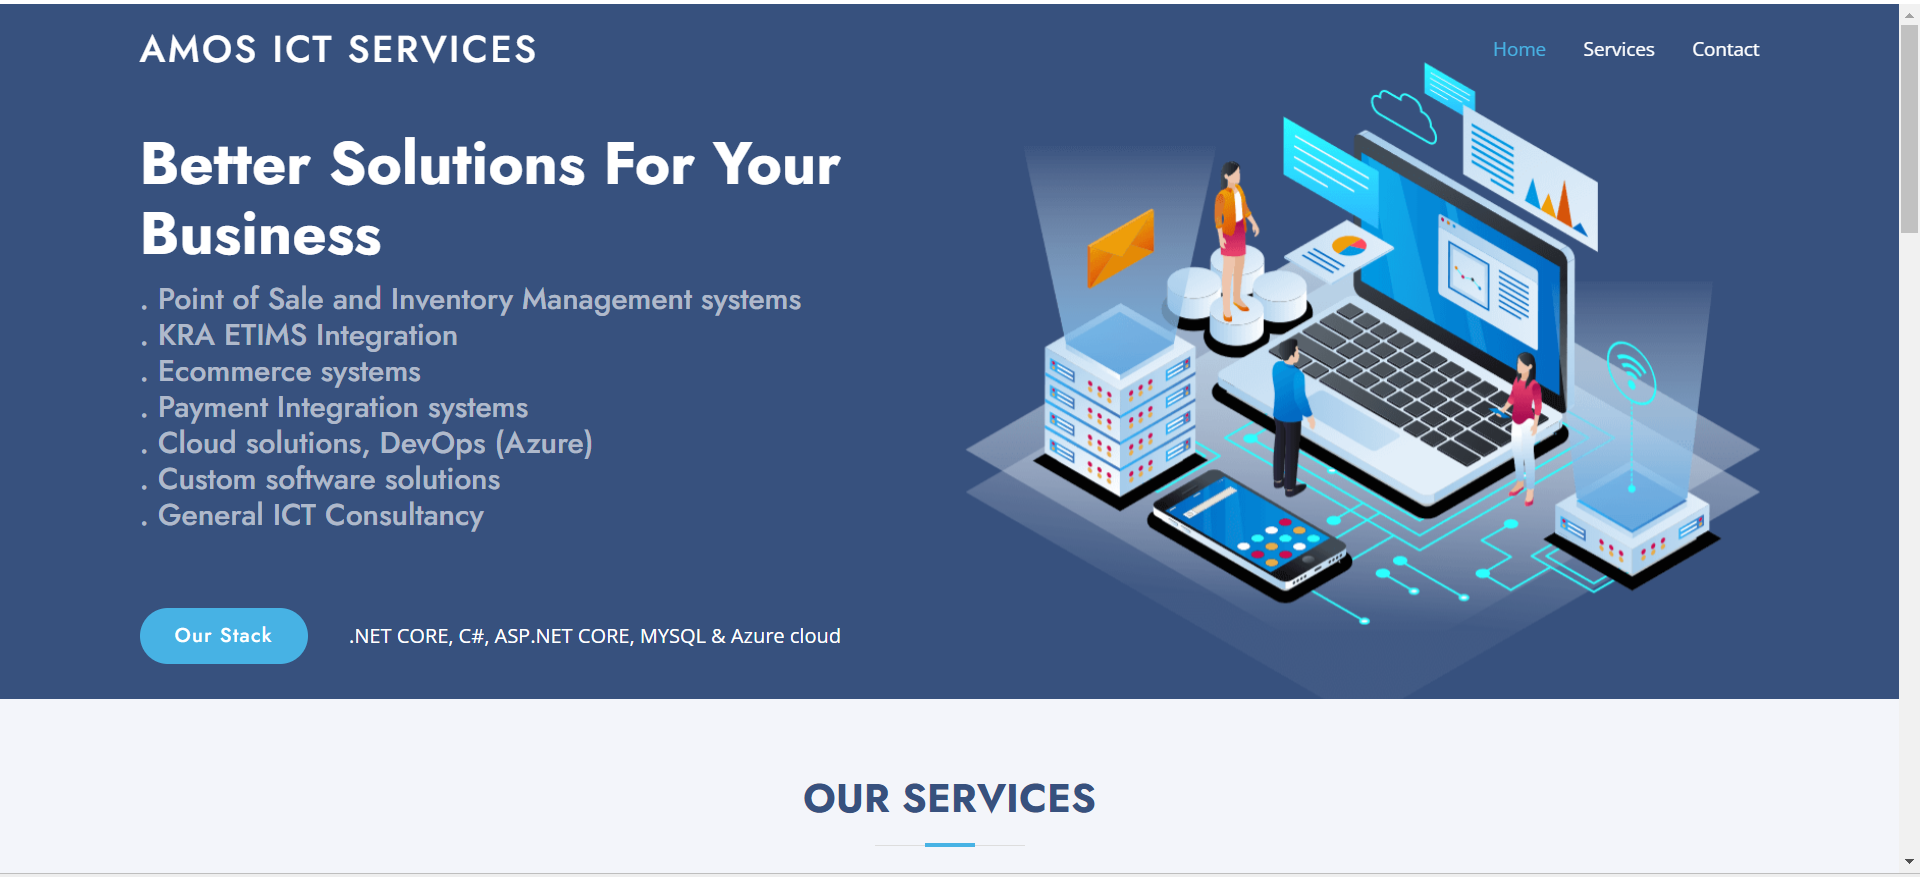 AMOS ICT SERVICES
Home
Services
Contact
Better Solutions For Your
Business
. Point of Sale and Inventory Management systems
. KRA ETIMS Integration
. Ecommerce systems
. Payment Integration systems
. Cloud solutions, DevOps (Azure)
. Custom software solutions
. General ICT Consultancy
Our Stack
.NET CORE, C#, ASP.NET CORE, MYSQL & Azure cloud
OUR SERVICES